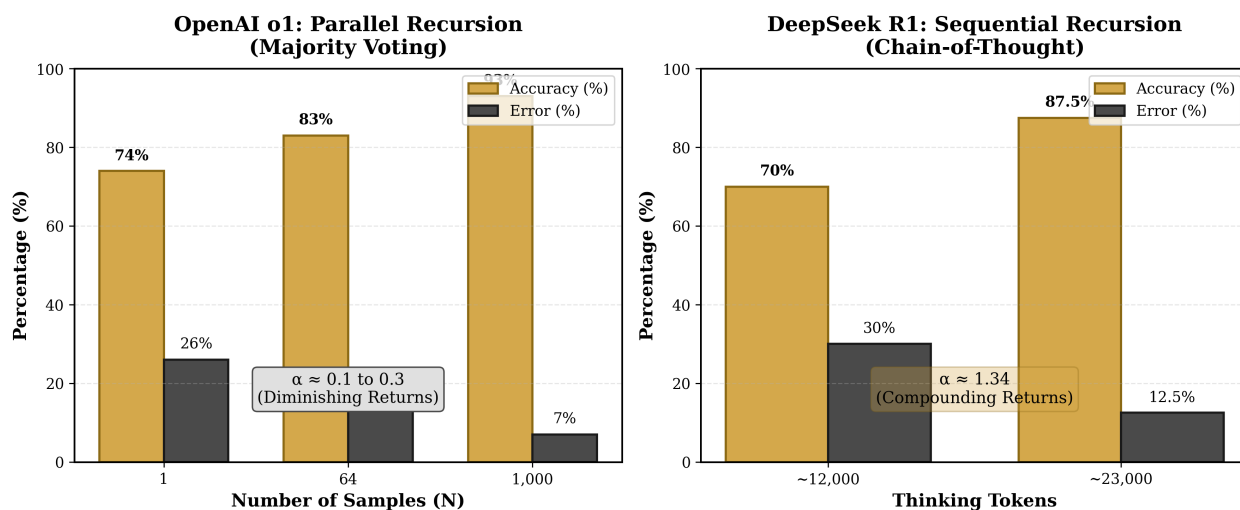 OpenAI o1: Parallel Recursion
(Majority Voting)
Percentage (%)
100
80
60
40
20
0
74%
26%
83%
93%
7%
Accuracy (%)
Error (%)
α ≈ 0.1 to 0.3
(Diminishing Returns)
1
64
1,000
Number of Samples (N)
DeepSeek R1: Sequential Recursion
(Chain-of-Thought)
Percentage (%)
100
80
60
40
20
0
70%
30%
87.5%
12.5%
Accuracy (%)
Error (%)
α ≈ 1.34
(Compounding Returns)
~12,000
~23,000
Thinking Tokens